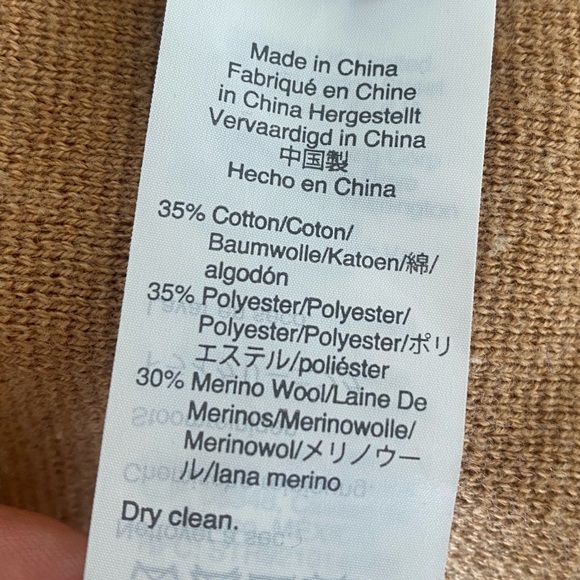 Made in China
Fabriqué en Chine
in China Hergestellt
Vervaardigd in China
中国製
Hecho en China
35% Cotton/Coton/
Baumwolle/Katoen/綿/
algodón
35% Polyester/Polyester/
Polyester/Polyester/ポリ
エステル/poliéster
30% Merino Wool/Laine De
Merinos/Merinowolle/
Merinowol/メリノウー
ル/lana merino
Dry clean.